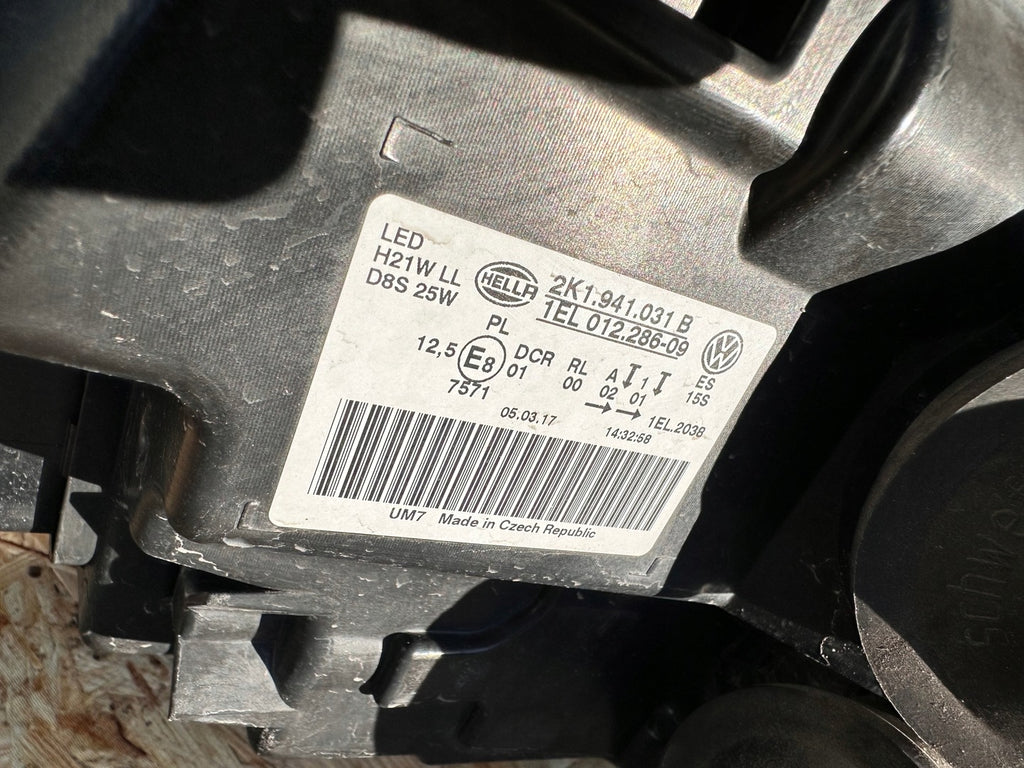 LED
H21W LL
D8S 25W
HELLA
2K1.941.031 B
1EL 012.286-09
PL
12,5 E8 DCR RL A 1 ES
01 00 02 01 15S
7571
1EL.203B
05.03.17 14:32:58
UM7 Made in Czech Republic